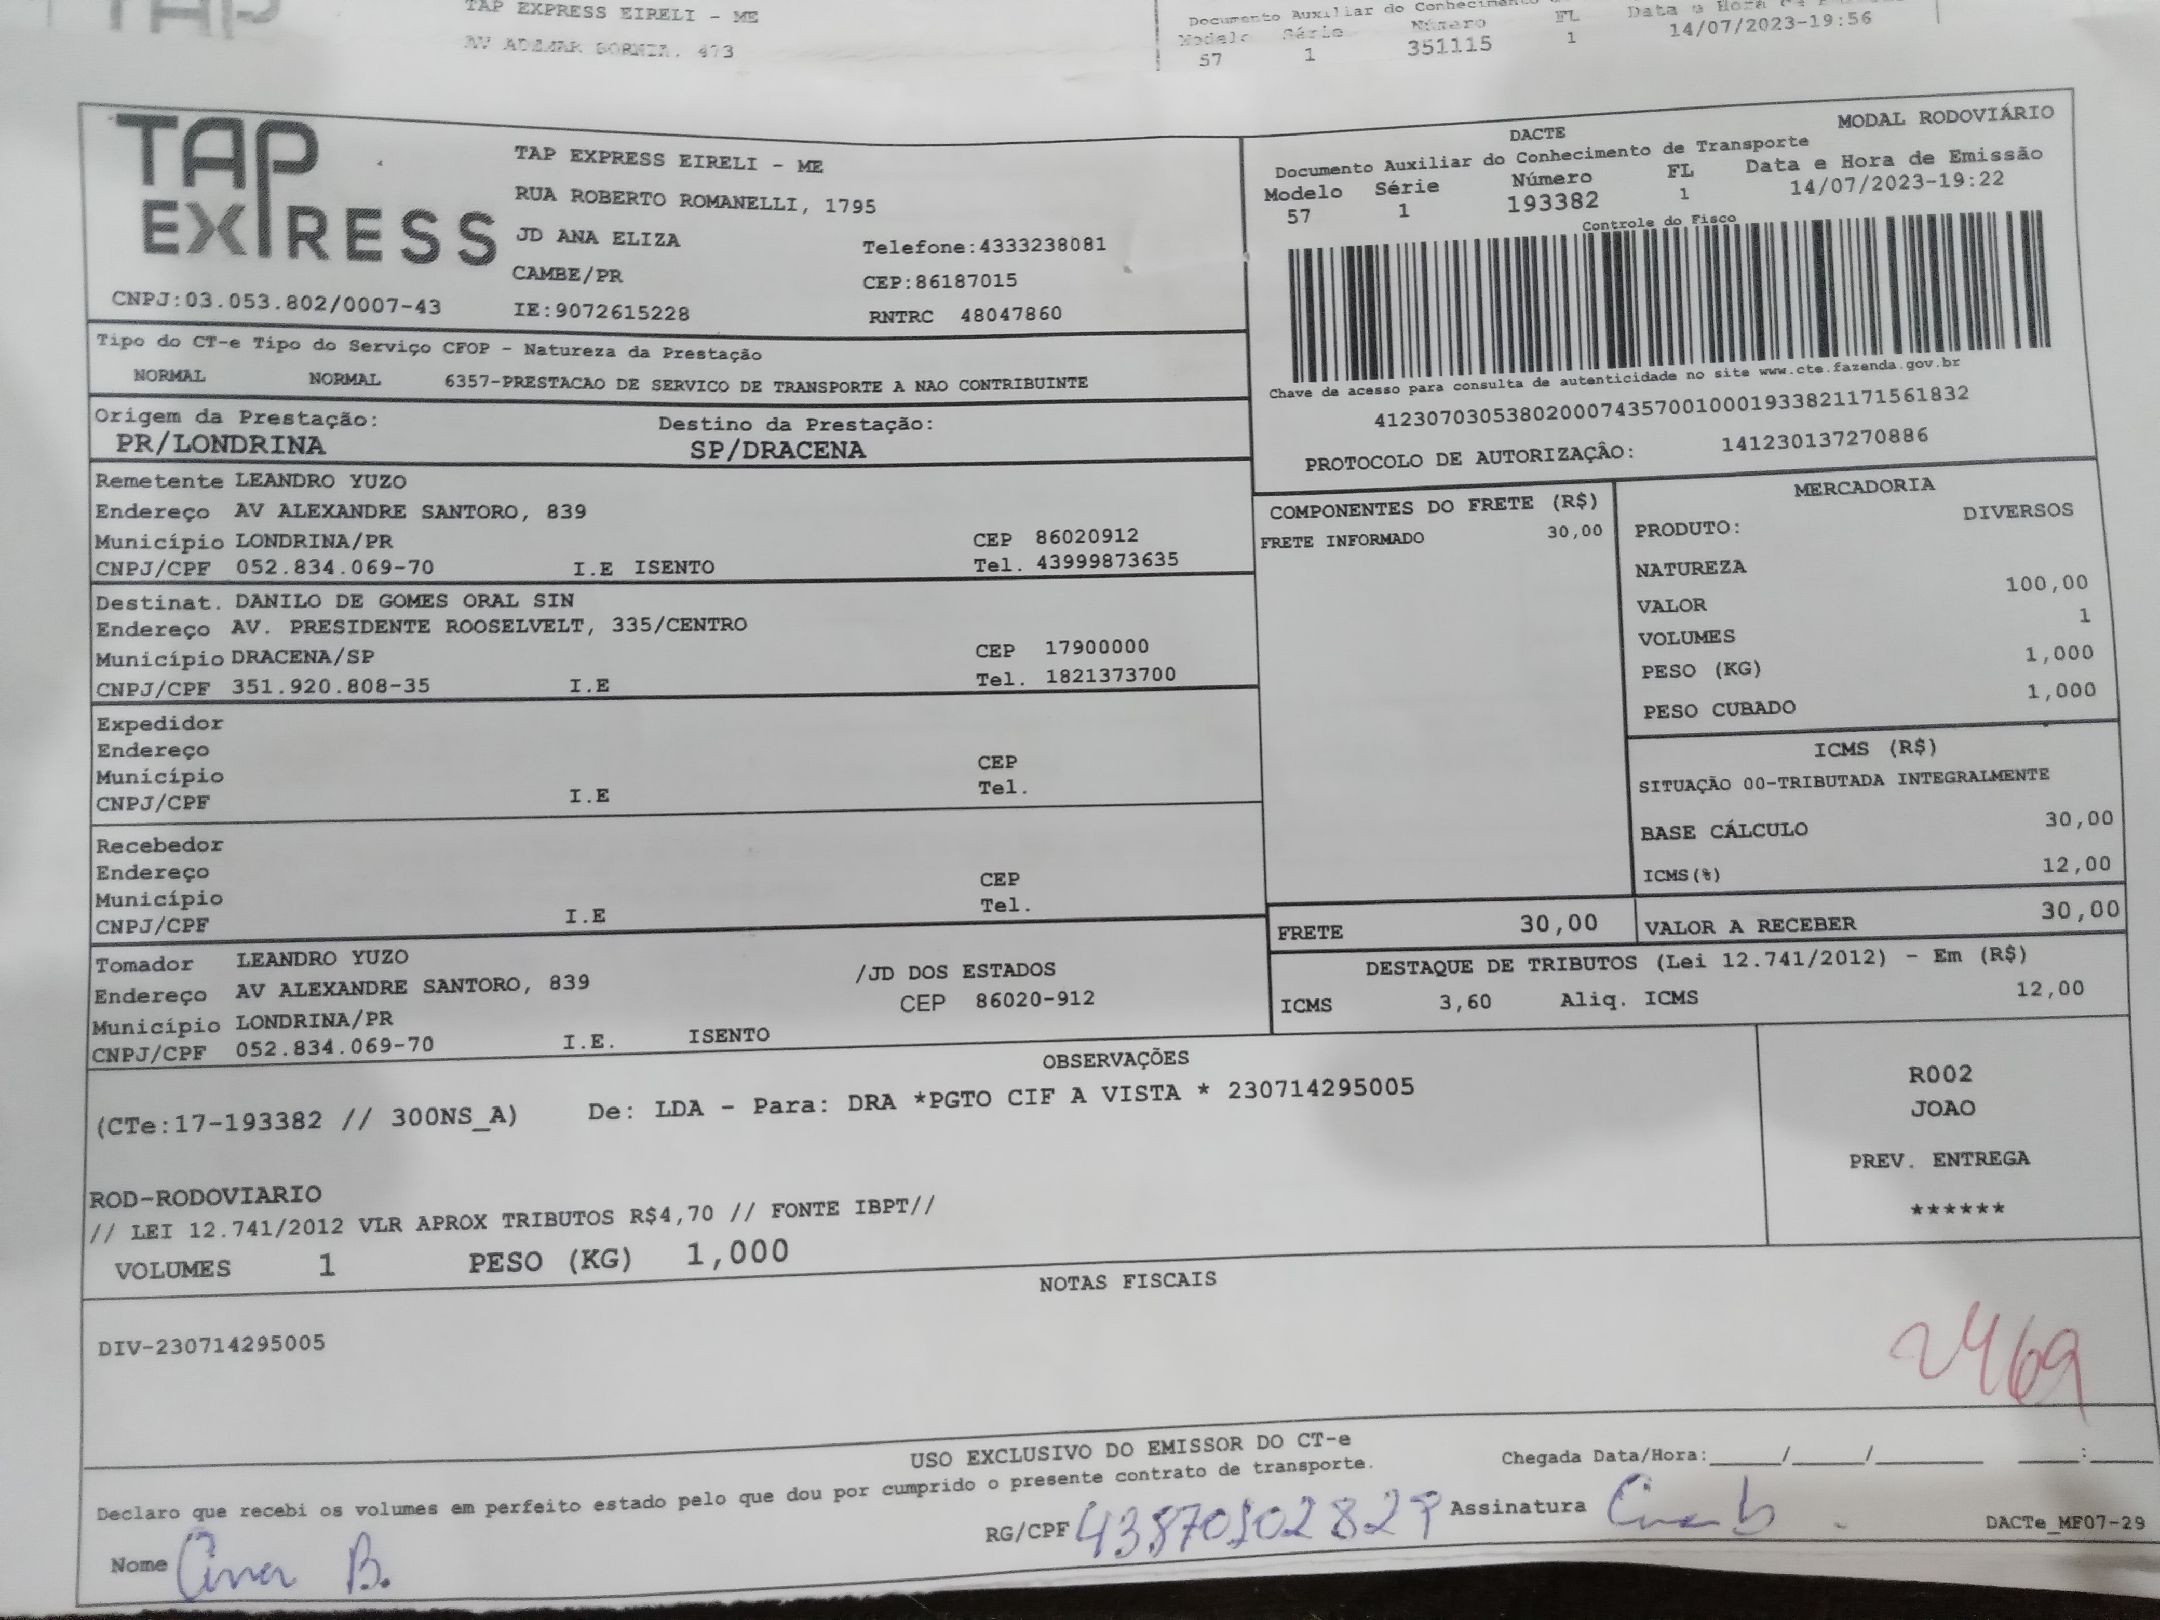 TAP EXPRESS EIRELI - ME
473
Documento Auxiliar do Conhecimento
Modelo Série Número FL
57 1 351115 1 14/07/2023-19:56
TAP EXPRESS
CNPJ:03.053.802/0007-43
TAP EXPRESS EIRELI - ME
RUA ROBERTO ROMANELLI, 1795
JD ANA ELIZA Telefone:4333238081
CAMBE/PR CEP:86187015
IE:9072615228 RNTRC 48047860
DACTE MODAL RODOVIÁRIO
Documento Auxiliar do Conhecimento de Transporte
Modelo Série Número FL Data e Hora de Emissão
57 1 193382 1 14/07/2023-19:22
Controle do Fisco
Chave de acesso para consulta de autenticidade no site www.cte.fazenda.gov.br
41230703053802000743570010001933821171561832
PROTOCOLO DE AUTORIZAÇÂO: 141230137270886
Tipo do CT-e Tipo do Serviço CFOP - Natureza da Prestação
NORMAL NORMAL 6357-PRESTACAO DE SERVICO DE TRANSPORTE A NAO CONTRIBUINTE
Origem da Prestação: Destino da Prestação:
PR/LONDRINA SP/DRACENA
Remetente LEANDRO YUZO
Endereço AV ALEXANDRE SANTORO, 839
Município LONDRINA/PR CEP 86020912
CNPJ/CPF 052.834.069-70 I.E ISENTO Tel. 43999873635
Destinat. DANILO DE GOMES ORAL SIN
Endereço AV. PRESIDENTE ROOSELVELT, 335/CENTRO
Município DRACENA/SP CEP 17900000
CNPJ/CPF 351.920.808-35 I.E Tel. 1821373700
Expedidor
Endereço
Município CEP
CNPJ/CPF I.E Tel.
Recebedor
Endereço
Município CEP
CNPJ/CPF I.E Tel.
Tomador LEANDRO YUZO
Endereço AV ALEXANDRE SANTORO, 839 /JD DOS ESTADOS
Município LONDRINA/PR CEP 86020-912
CNPJ/CPF 052.834.069-70 I.E. ISENTO
COMPONENTES DO FRETE (R$)
FRETE INFORMADO 30,00
MERCADORIA
PRODUTO: DIVERSOS
NATUREZA
VALOR 100,00
VOLUMES 1
PESO (KG) 1,000
PESO CUBADO 1,000
ICMS (R$)
SITUAÇÃO 00-TRIBUTADA INTEGRALMENTE
BASE CÁLCULO 30,00
ICMS(%) 12,00
FRETE 30,00 VALOR A RECEBER 30,00
DESTAQUE DE TRIBUTOS (Lei 12.741/2012) - Em (R$)
ICMS 3,60 Aliq. ICMS 12,00
OBSERVAÇÕES
(CTe:17-193382 // 300NS_A) De: LDA - Para: DRA *PGTO CIF A VISTA * 230714295005
ROD-RODOVIARIO
// LEI 12.741/2012 VLR APROX TRIBUTOS R$4,70 // FONTE IBPT//
VOLUMES 1 PESO (KG) 1,000
R002
JOAO
PREV. ENTREGA
******
NOTAS FISCAIS
DIV-230714295005
2469
USO EXCLUSIVO DO EMISSOR DO CT-e
Declaro que recebi os volumes em perfeito estado pelo que dou por cumprido o presente contrato de transporte.
Chegada Data/Hora:____/____/______ ____:____
Nome Ana B. RG/CPF Assinatura
DACTe_MF07-29